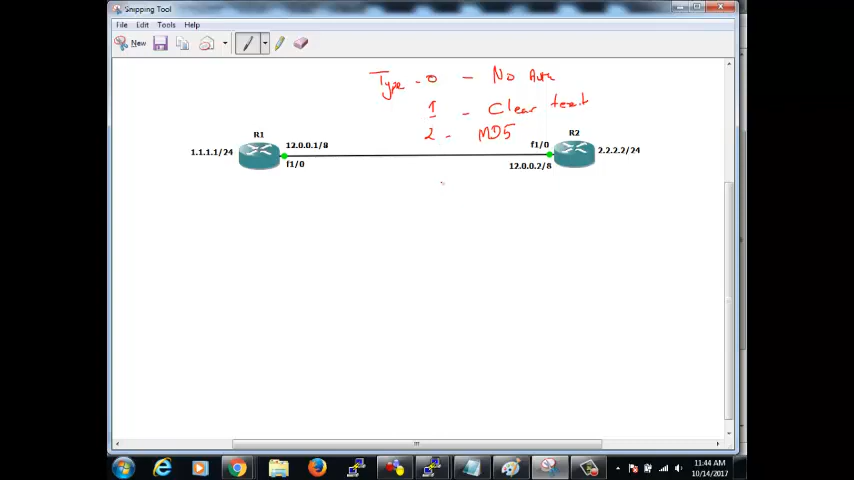 Snipping Tool
File Edit Tools Help
New
Type - 0 - No Auth
1 - Clear text
2 - MD5
R1
R2
12.0.0.1/8
f1/0
1.1.1.1/24
2.2.2.2/24
f1/0
12.0.0.2/8
11:44 AM
10/14/2017